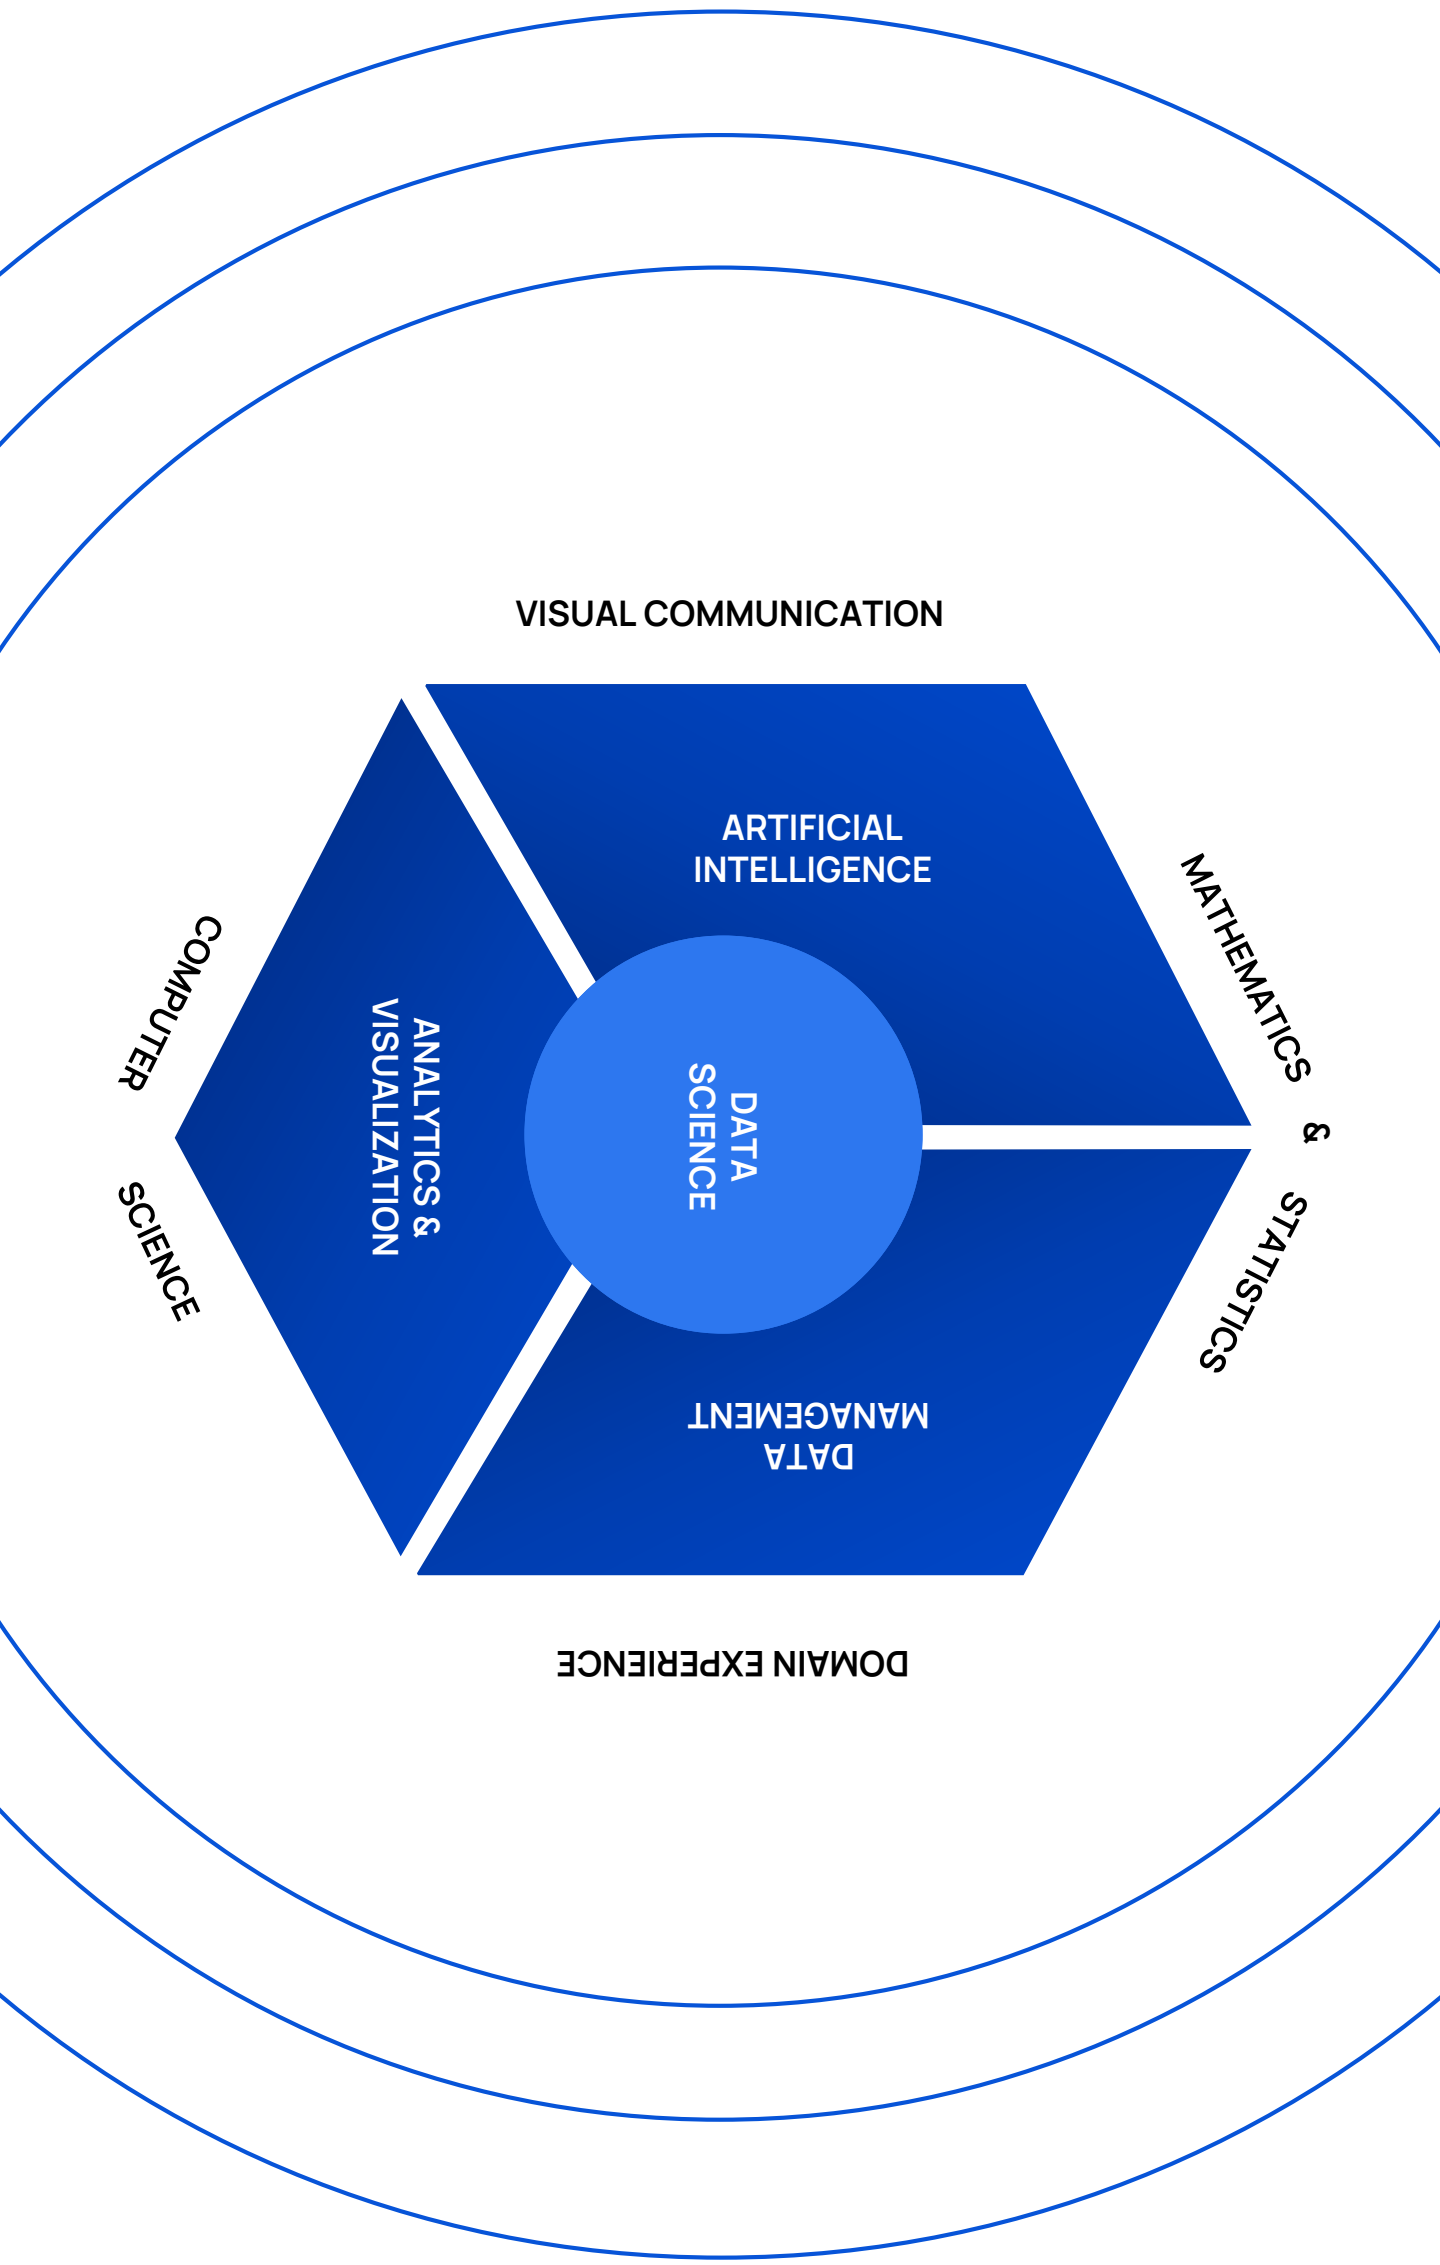 VISUAL COMMUNICATION
ARTIFICIAL
INTELLIGENCE
MATHEMATICS & STATISTICS
COMPUTER SCIENCE
ANALYTICS &
VISUALIZATION
DATA
SCIENCE
DATA
MANAGEMENT
DOMAIN EXPERIENCE